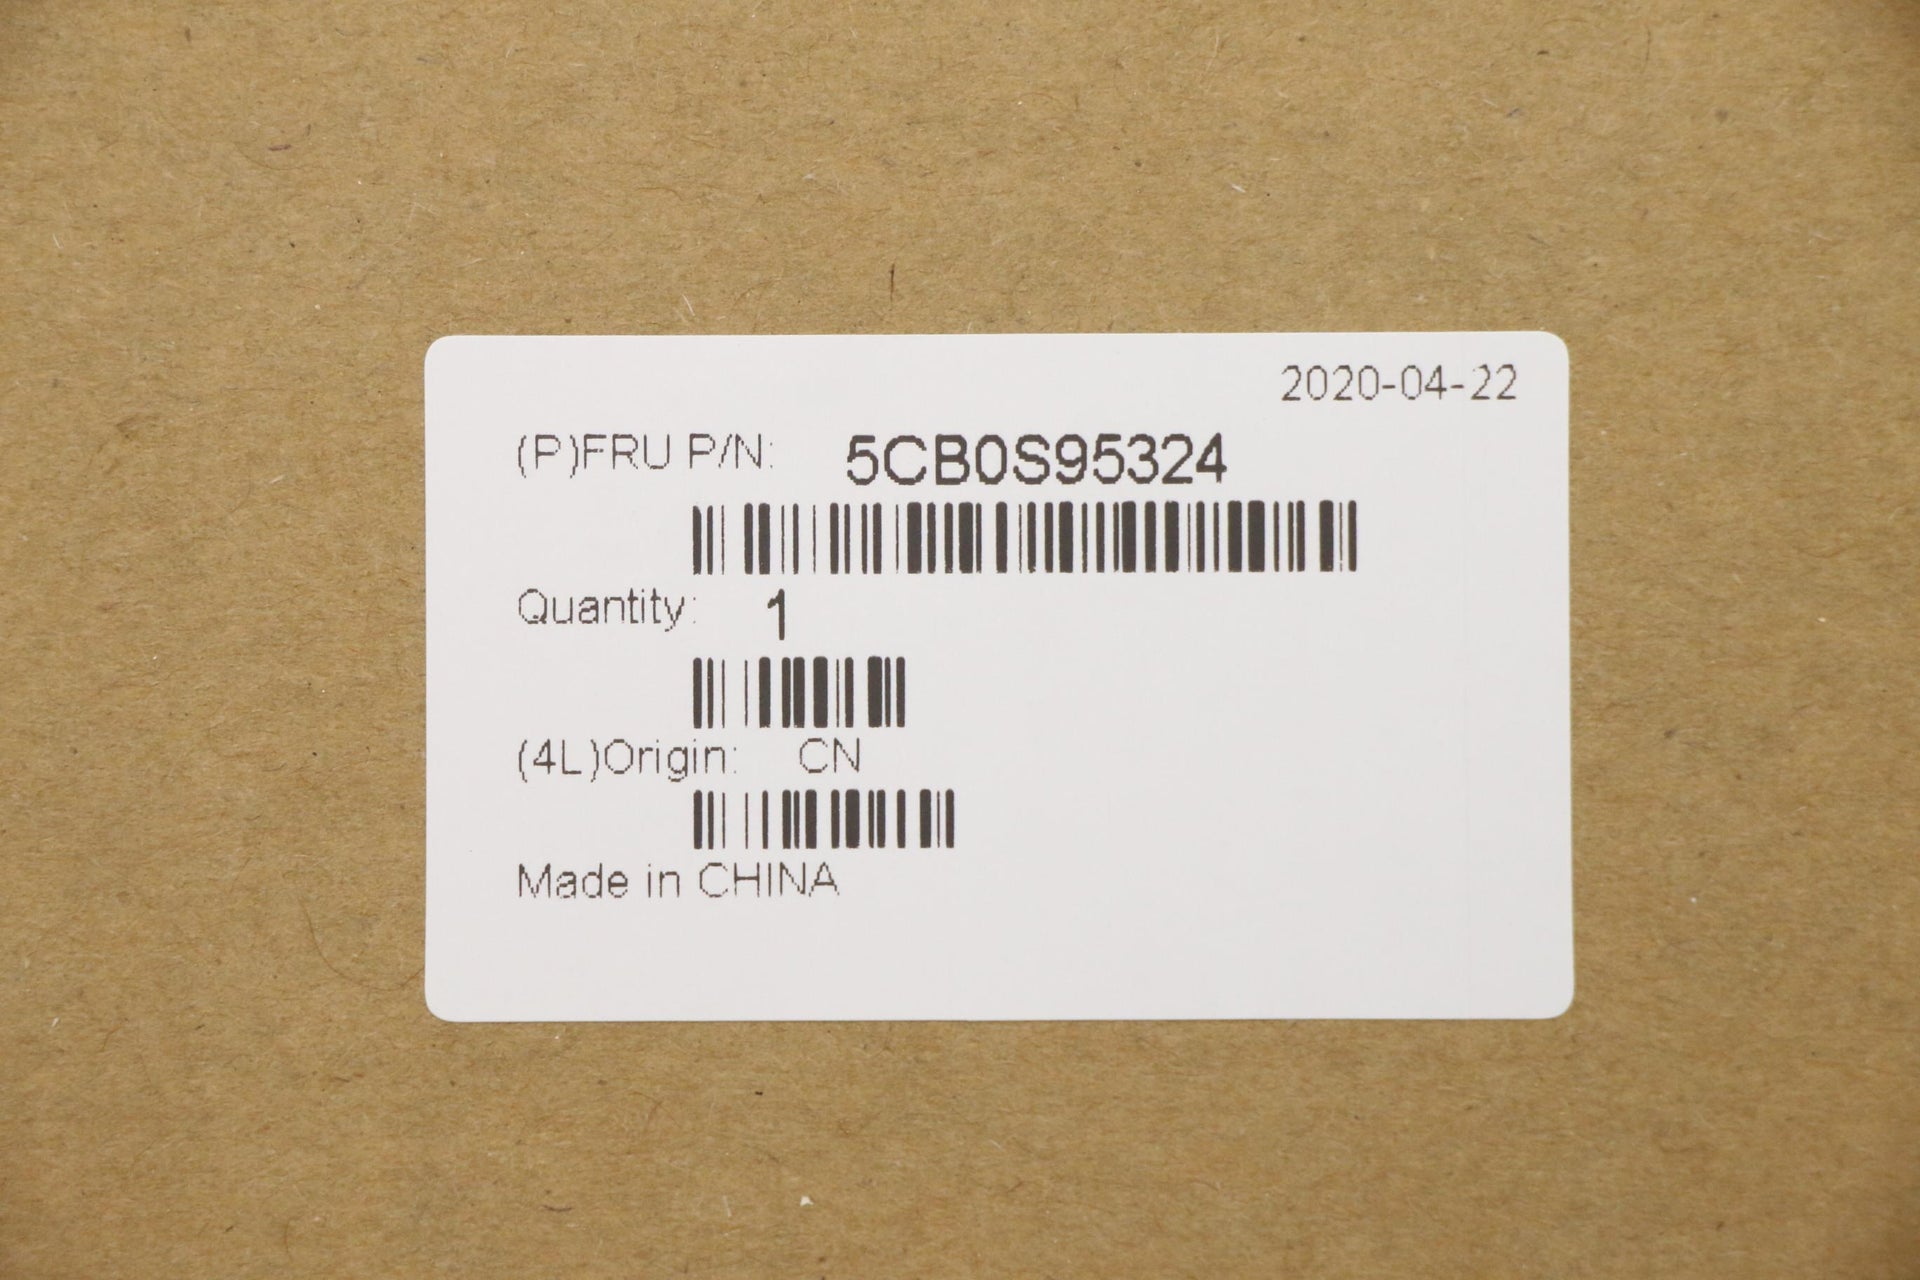 2020-04-22
(P)FRU P/N: 5CB0S95324
Quantity: 1
(4L)Origin: CN
Made in CHINA